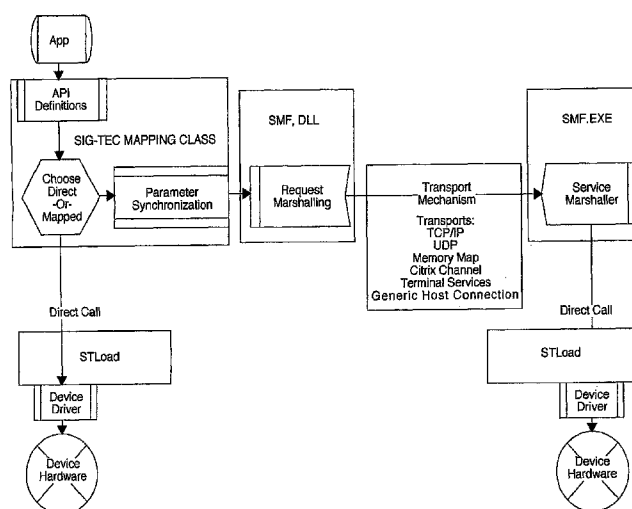 App
API
Definitions
SIG-TEC MAPPING CLASS
Choose
Direct
-Or-
Mapped
Parameter
Synchronization
SMF, DLL
Request
Marshalling
Transport
Mechanism
Transports:
TCP/IP
UDP
Memory Map
Citrix Channel
Terminal Services
Generic Host Connection
SMF.EXE
Service
Marshaller
Direct Call
STLoad
Device
Driver
Device
Hardware
Direct Call
STLoad
Device
Driver
Device
Hardware